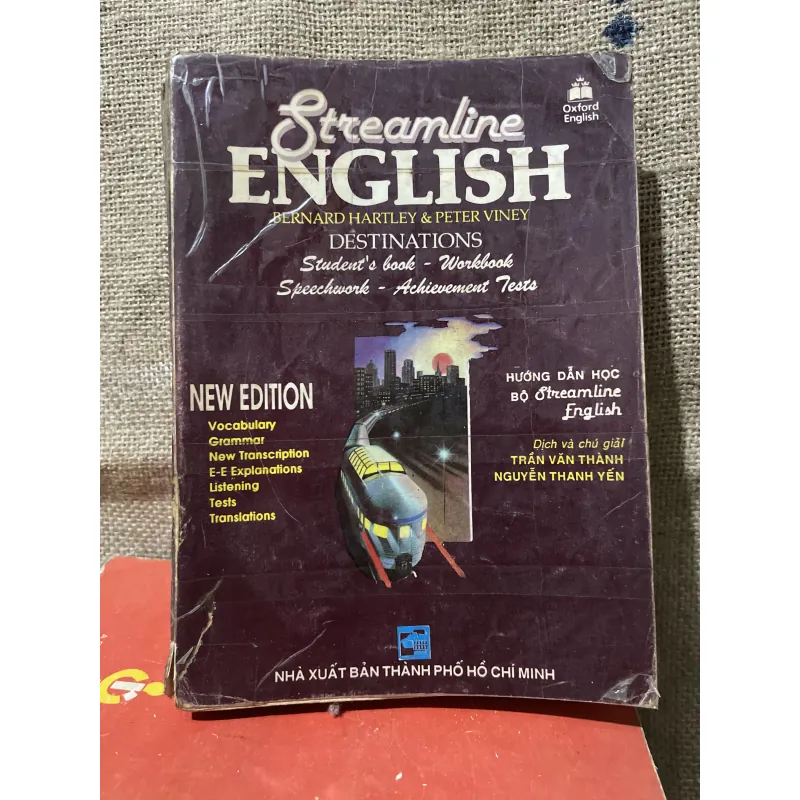 Oxford
English
Streamline
ENGLISH
BERNARD HARTLEY & PETER VINEY
DESTINATIONS
Student's book - Workbook
Speechwork - Achievement Tests
NEW EDITION
Vocabulary
Grammar
New Transcription
E-E Explanations
Listening
Tests
Translations
HƯỚNG DẪN HỌC
BỘ Streamline
English
Dịch và chú giải
TRẦN VĂN THÀNH
NGUYỄN THANH YẾN
NHÀ XUẤT BẢN THÀNH PHỐ HỒ CHÍ MINH